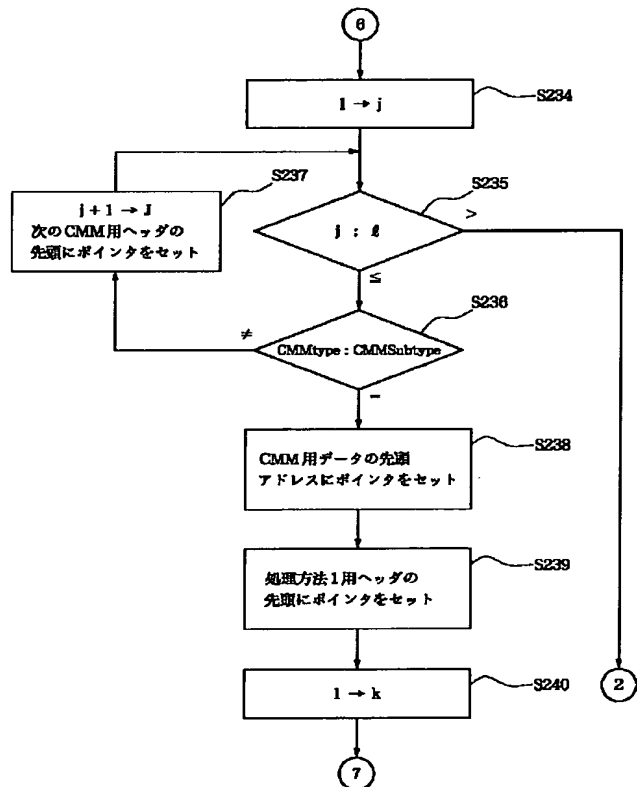 6
1 → j
S234
S237
j + 1 → J
次のCMM用ヘッダの
先頭にポインタをセット
S235
>
j : ℓ
≤
S236
≠
CMMtype : CMMSubtype
=
S238
CMM用データの先頭
アドレスにポインタをセット
S239
処理方法1用ヘッダの
先頭にポインタをセット
S240
1 → k
2
7